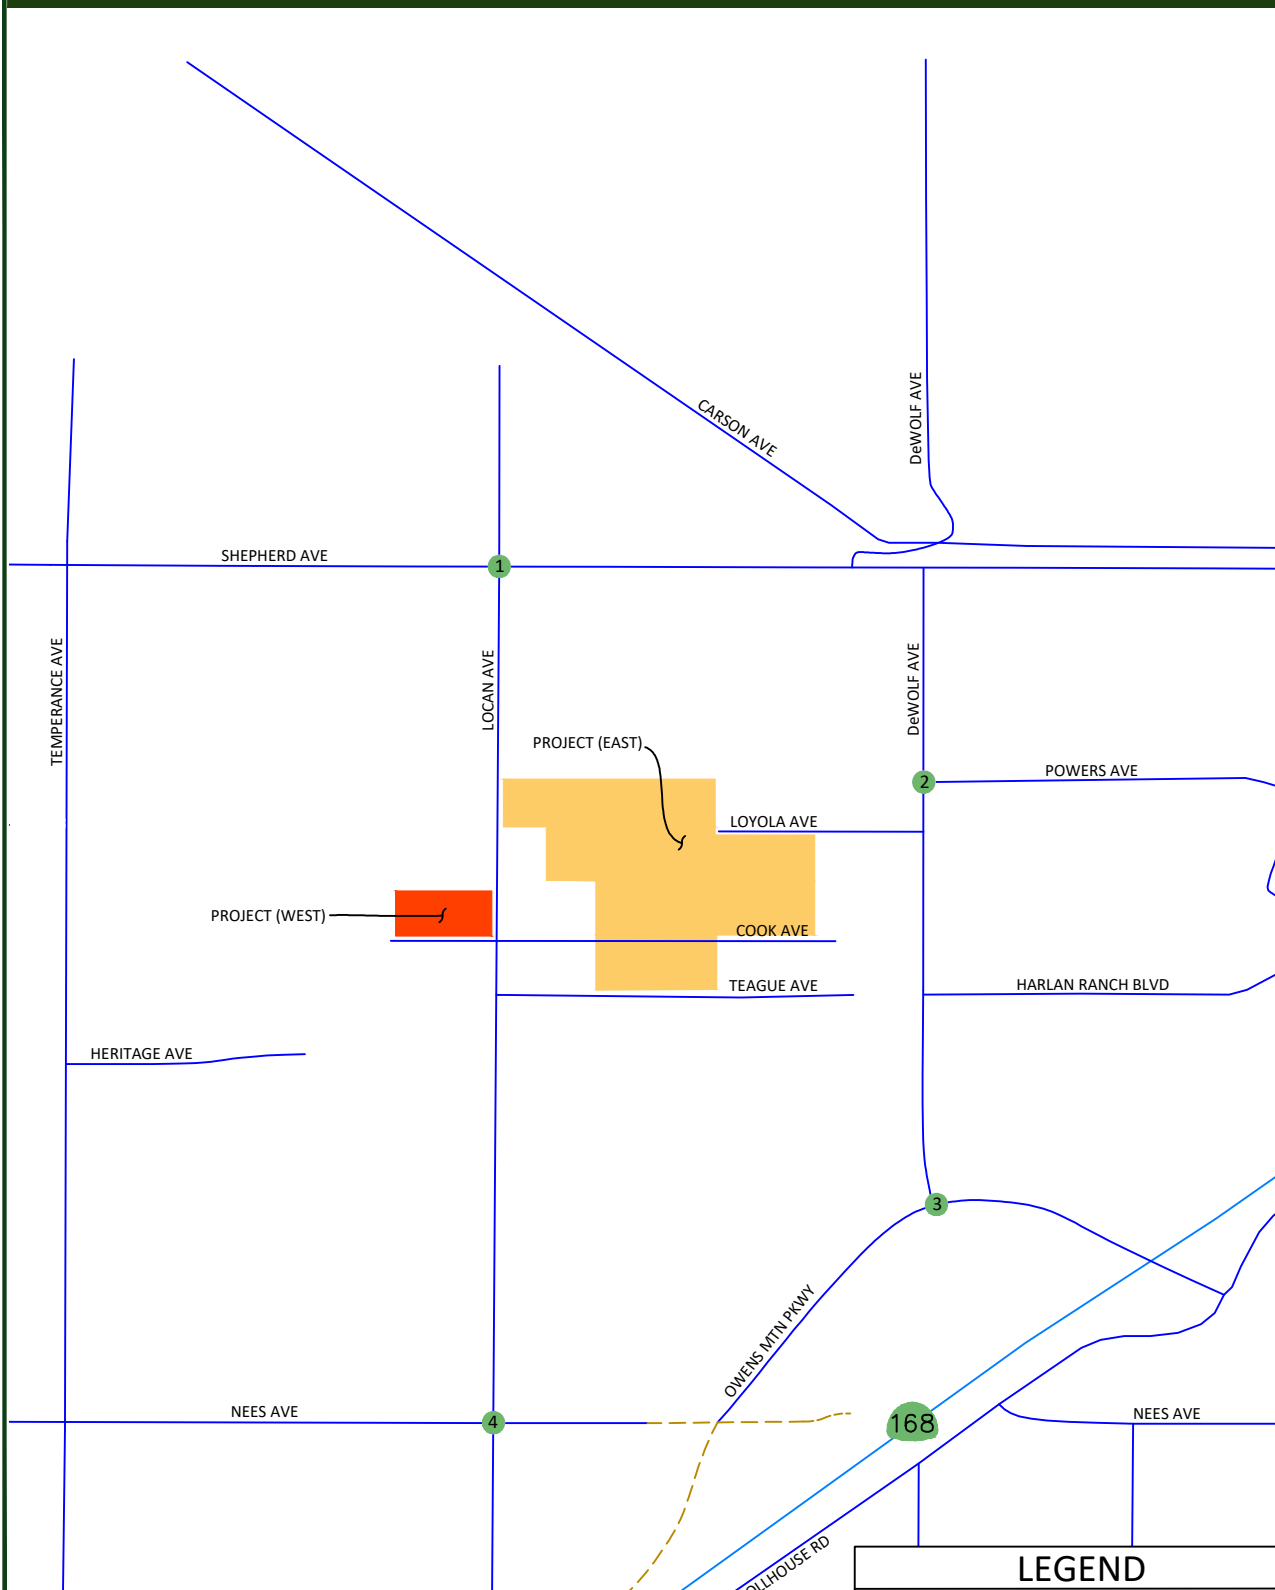 CARSON AVE
DeWOLF AVE
SHEPHERD AVE
1
TEMPERANCE AVE
LOCAN AVE
DeWOLF AVE
PROJECT (EAST)
2
POWERS AVE
LOYOLA AVE
PROJECT (WEST)
COOK AVE
TEAGUE AVE
HARLAN RANCH BLVD
HERITAGE AVE
3
OWENS MTN PKWY
NEES AVE
4
168
NEES AVE
OLLHOUSE RD
LEGEND